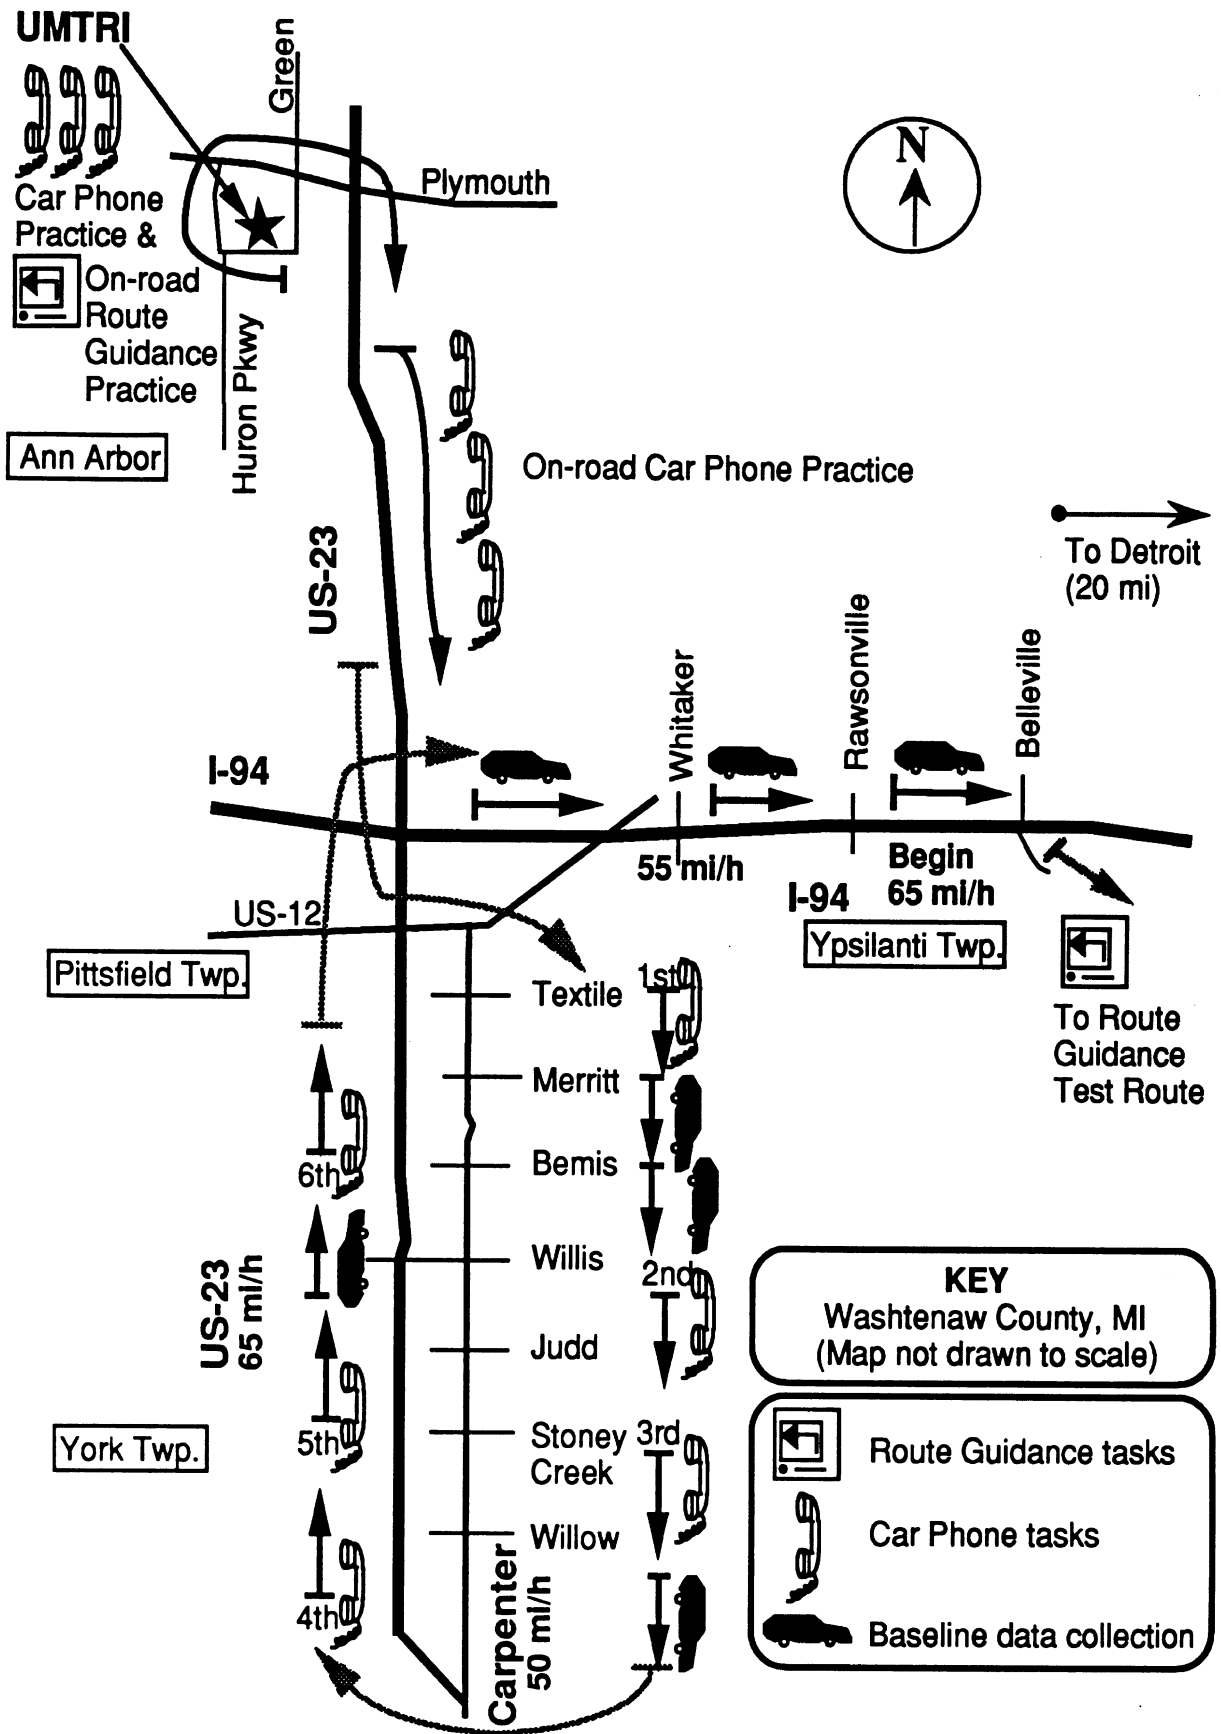 UMTRI
Green
N
Plymouth
Car Phone
Practice &
On-road
Route
Guidance
Practice
Huron Pkwy
Ann Arbor
On-road Car Phone Practice
US-23
To Detroit
(20 mi)
Whitaker
Rawsonville
Belleville
I-94
55 mi/h
Begin
65 mi/h
I-94
US-12
Ypsilanti Twp.
Pittsfield Twp.
Textile
1st
To Route
Guidance
Test Route
Merritt
Bemis
6th
Willis
2nd
US-23
65 mi/h
Judd
KEY
Washtenaw County, MI
(Map not drawn to scale)
Stoney
Creek
3rd
5th
York Twp.
Route Guidance tasks
Willow
Car Phone tasks
4th
Carpenter
50 mi/h
Baseline data collection